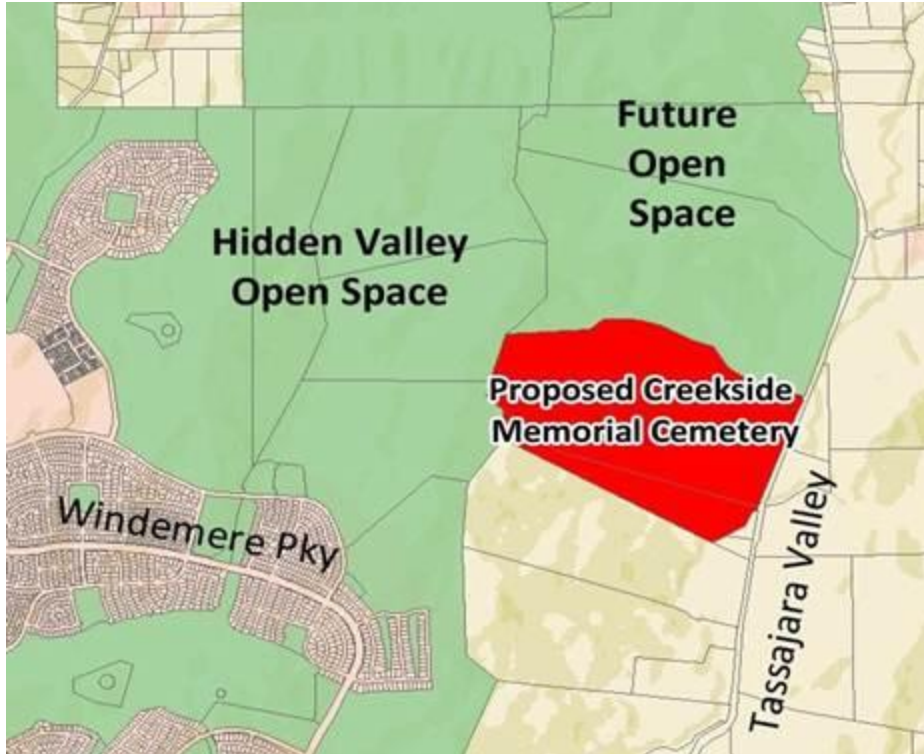 Future
Open
Space
Hidden Valley
Open Space
Proposed Creekside
Memorial Cemetery
Windemere Pky
Tassajara Valley